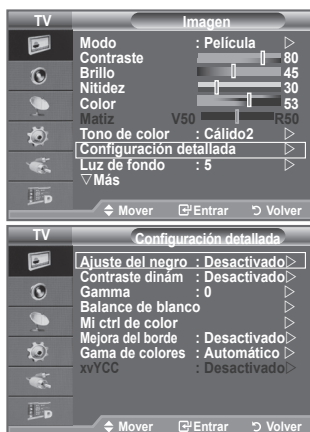 TV Imagen
Modo : Película
Contraste 80
Brillo 45
Nitidez 30
Color 53
Matiz V50 R50
Tono de color : Cálido2
Configuración detallada
Luz de fondo : 5
▽Más
Mover Entrar Volver
TV Configuración detallada
Ajuste del negro : Desactivado
Contraste dinám : Desactivado
Gamma : 0
Balance de blanco
Mi ctrl de color
Mejora del borde : Desactivado
Gama de colores : Automático
xvYCC : Desactivado
Mover Entrar Volver